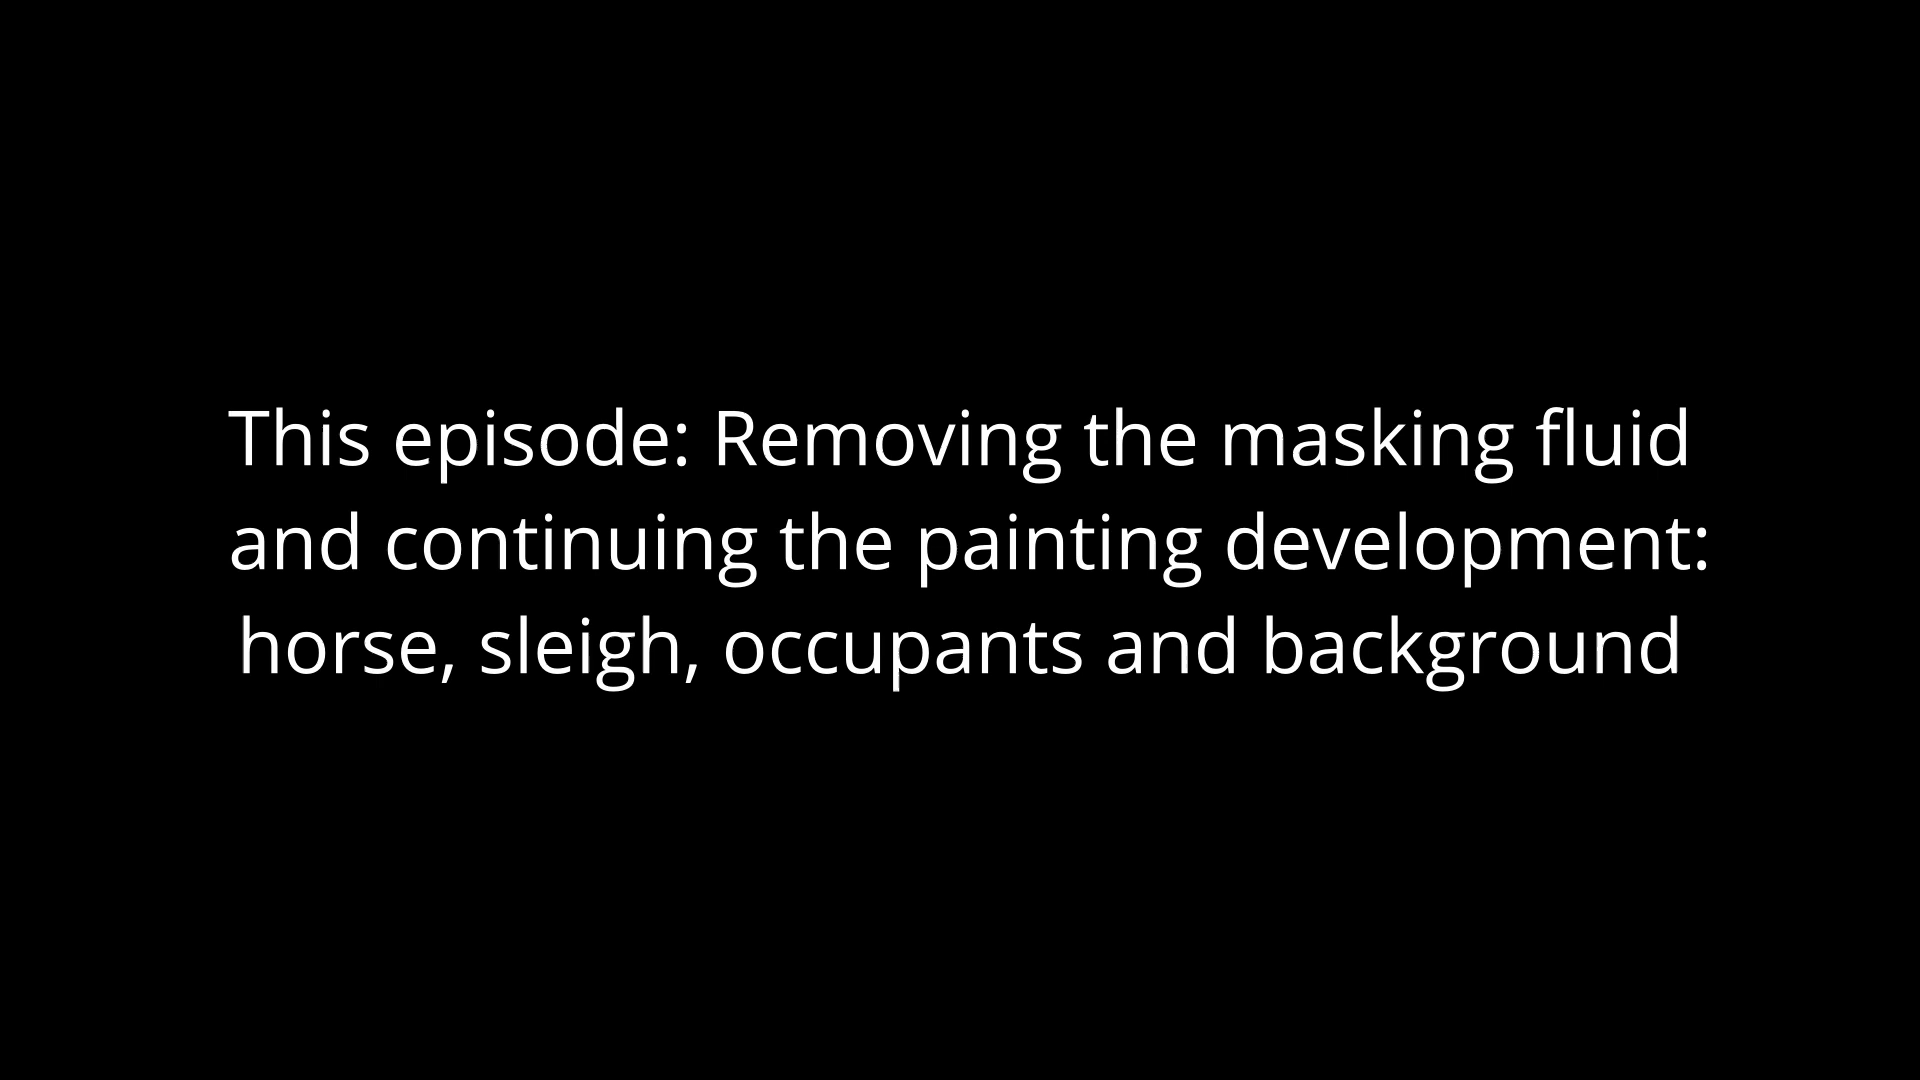 This episode: Removing the masking fluid
and continuing the painting development:
horse, sleigh, occupants and background